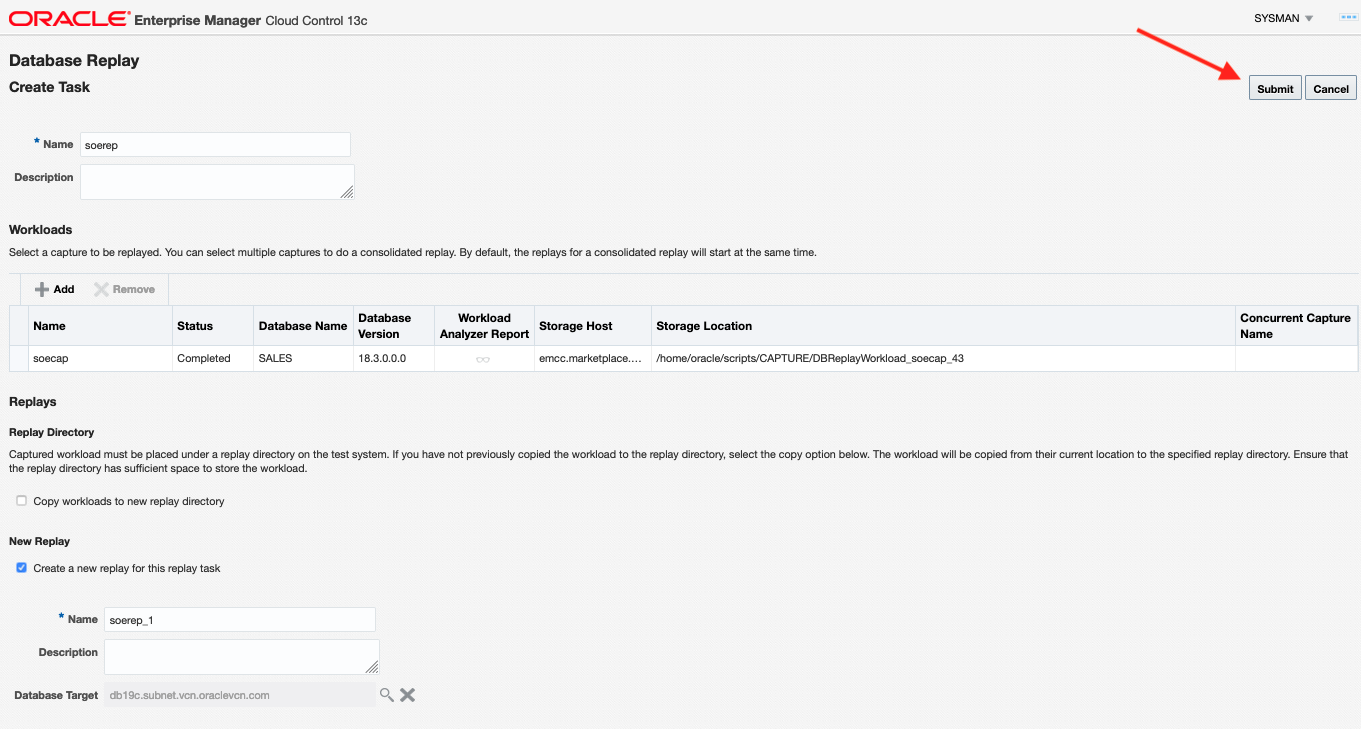 ORACLE® Enterprise Manager Cloud Control 13c
SYSMAN
Database Replay
Create Task
Submit Cancel
* Name soerep
Description
Workloads
Select a capture to be replayed. You can select multiple captures to do a consolidated replay. By default, the replays for a consolidated replay will start at the same time.
Add Remove
Name Status Database Name Database Version Workload Analyzer Report Storage Host Storage Location Concurrent Capture Name
soecap Completed SALES 18.3.0.0.0 emcc.marketplace.... /home/oracle/scripts/CAPTURE/DBReplayWorkload_soecap_43
Replays
Replay Directory
Captured workload must be placed under a replay directory on the test system. If you have not previously copied the workload to the replay directory, select the copy option below. The workload will be copied from their current location to the specified replay directory. Ensure that
the replay directory has sufficient space to store the workload.
Copy workloads to new replay directory
New Replay
Create a new replay for this replay task
* Name soerep_1
Description
Database Target db19c.subnet.vcn.oraclevcn.com